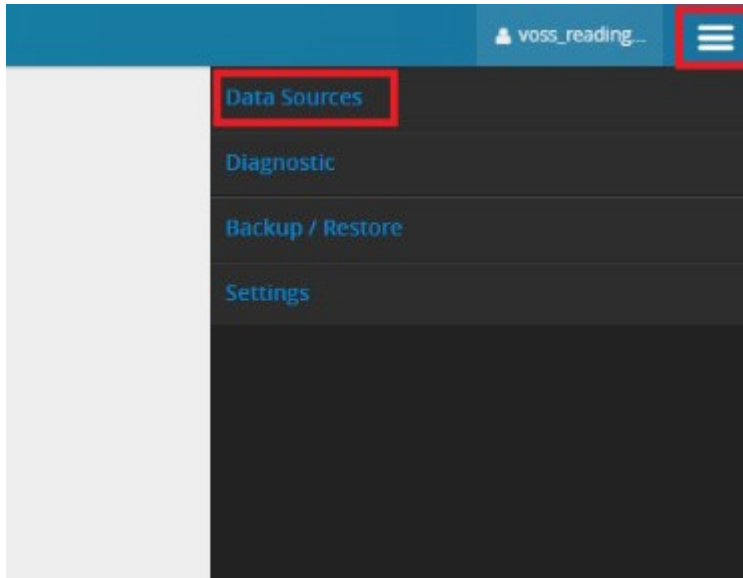 voss_reading...
Data Sources
Diagnostic
Backup / Restore
Settings